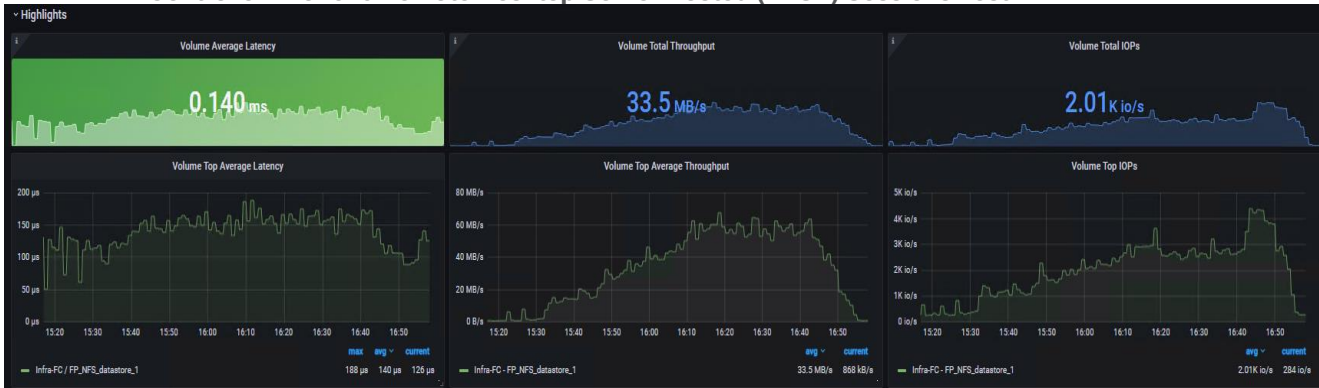 Highlights
Volume Average Latency
Volume Total Throughput
Volume Total IOPs
0.140 ms
33.5 MB/s
2.01K io/s
Volume Top Average Latency
Volume Top Average Throughput
Volume Top IOPs
200 µs
150 µs
100 µs
50 µs
0 µs
15:20 15:30 15:40 15:50 16:00 16:10 16:20 16:30 16:40 16:50
max avg current
Infra-FC / FP_NFS_datastore_1 188 µs 140 µs 126 µs
80 MB/s
60 MB/s
40 MB/s
20 MB/s
0 B/s
15:20 15:30 15:40 15:50 16:00 16:10 16:20 16:30 16:40 16:50
avg current
Infra-FC - FP_NFS_datastore_1 33.5 MB/s 868 kB/s
5K io/s
4K io/s
3K io/s
2K io/s
1K io/s
0 io/s
15:20 15:30 15:40 15:50 16:00 16:10 16:20 16:30 16:40 16:50
avg current
Infra-FC - FP_NFS_datastore_1 2.01K io/s 284 io/s